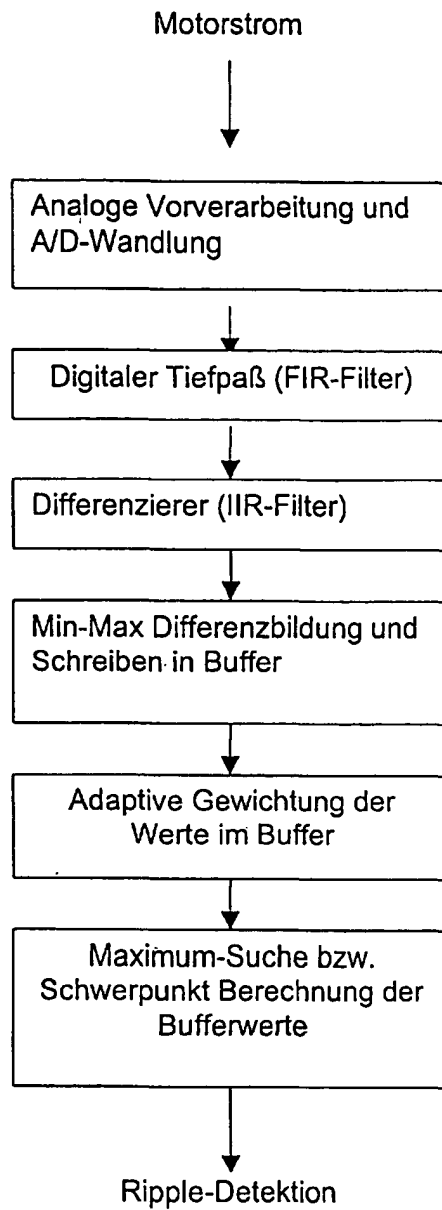 Motorstrom
Analoge Vorverarbeitung und
A/D-Wandlung
Digitaler Tiefpaß (FIR-Filter)
Differenzierer (IIR-Filter)
Min-Max Differenzbildung und
Schreiben in Buffer
Adaptive Gewichtung der
Werte im Buffer
Maximum-Suche bzw.
Schwerpunkt Berechnung der
Bufferwerte
Ripple-Detektion